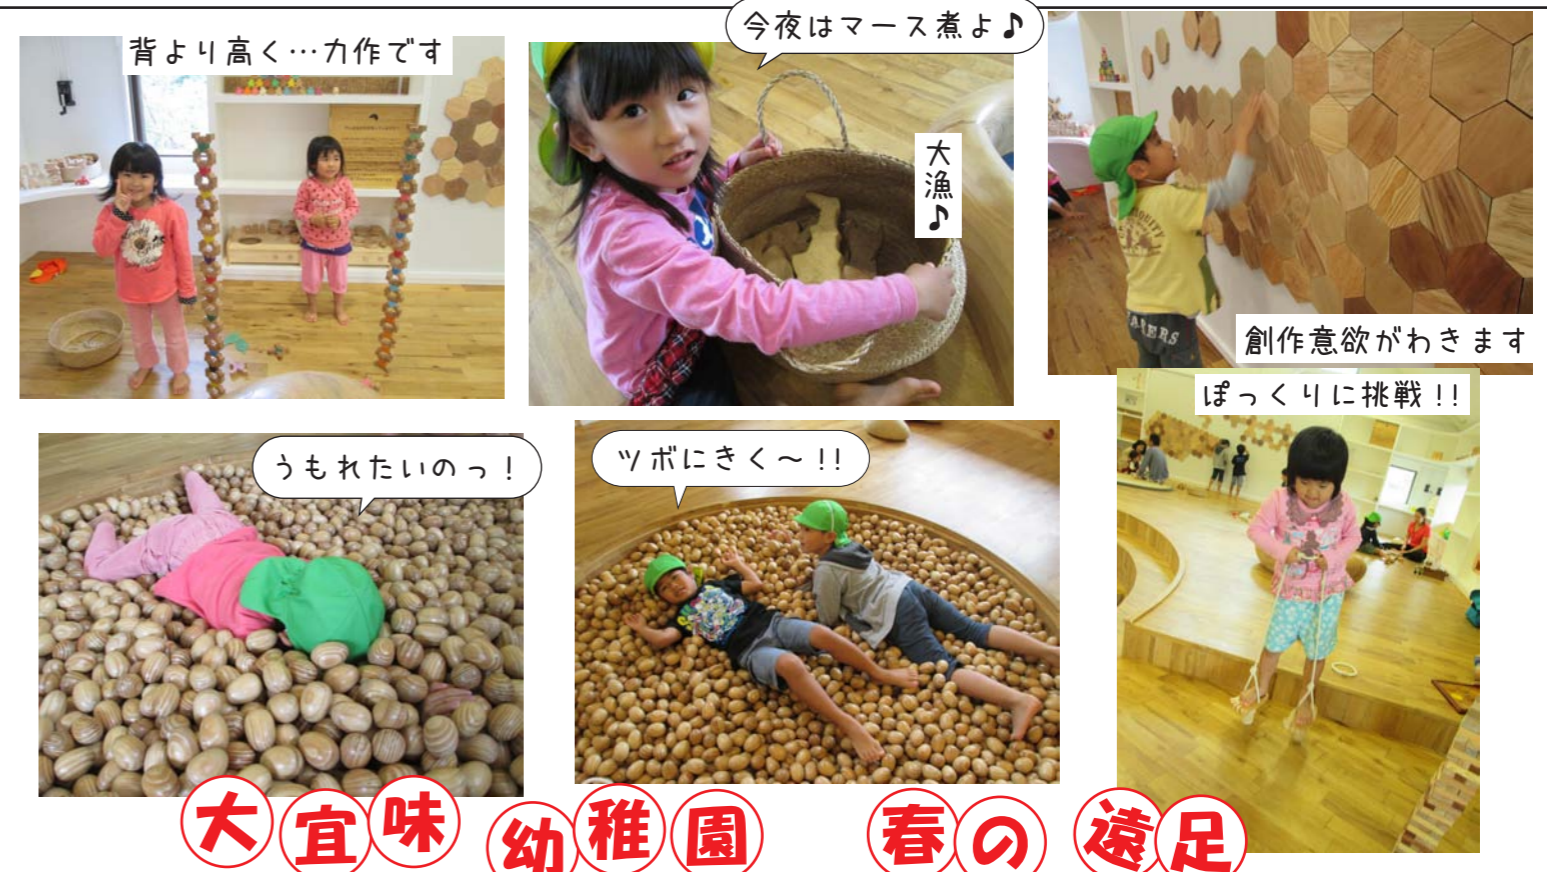 背より高く…力作です
今夜はマース煮よ♪
大漁♪
創作意欲がわきます
ぽっくりに挑戦!!
うもれたいのっ!
ツボにきく～!!
大宜味 幼稚園 春の 遠足